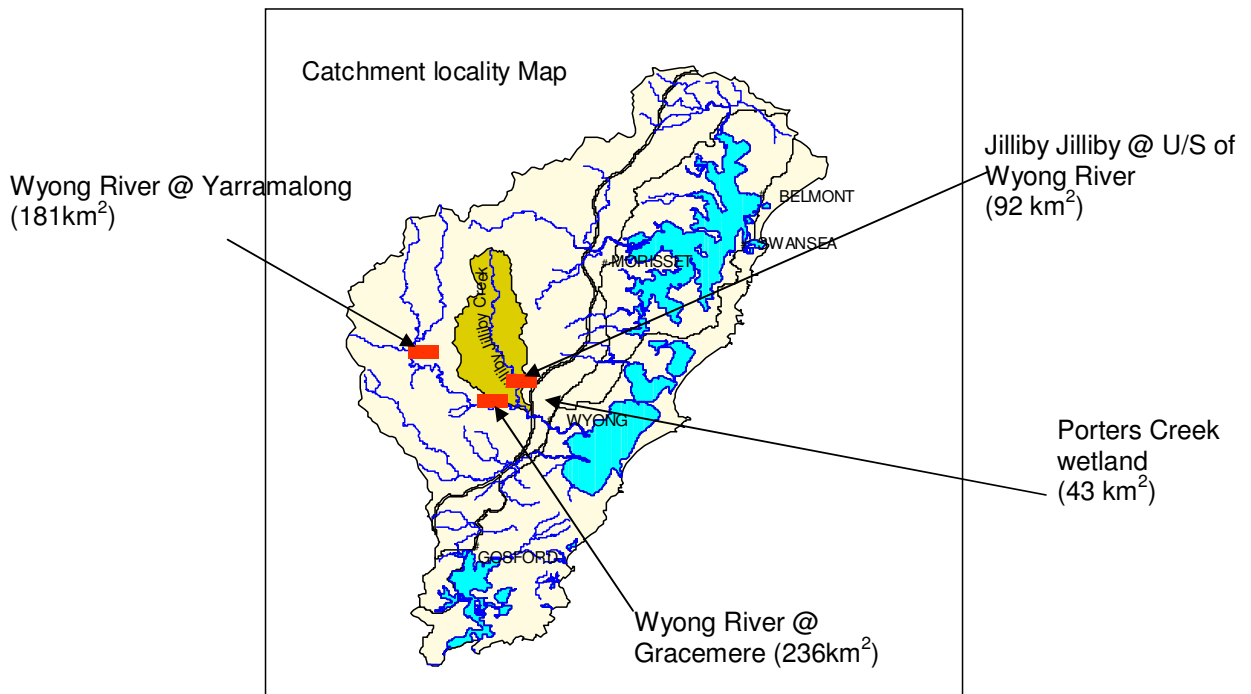 Catchment locality Map
Jilliby Jilliby @ U/S of
Wyong River
(92 km²)
Wyong River @ Yarramalong
(181km²)
BELMONT
SWANSEA
MORISSET
Jilliby Jilliby Creek
WYONG
Porters Creek
wetland
(43 km²)
GOSFORD
Wyong River @
Gracemere (236km²)